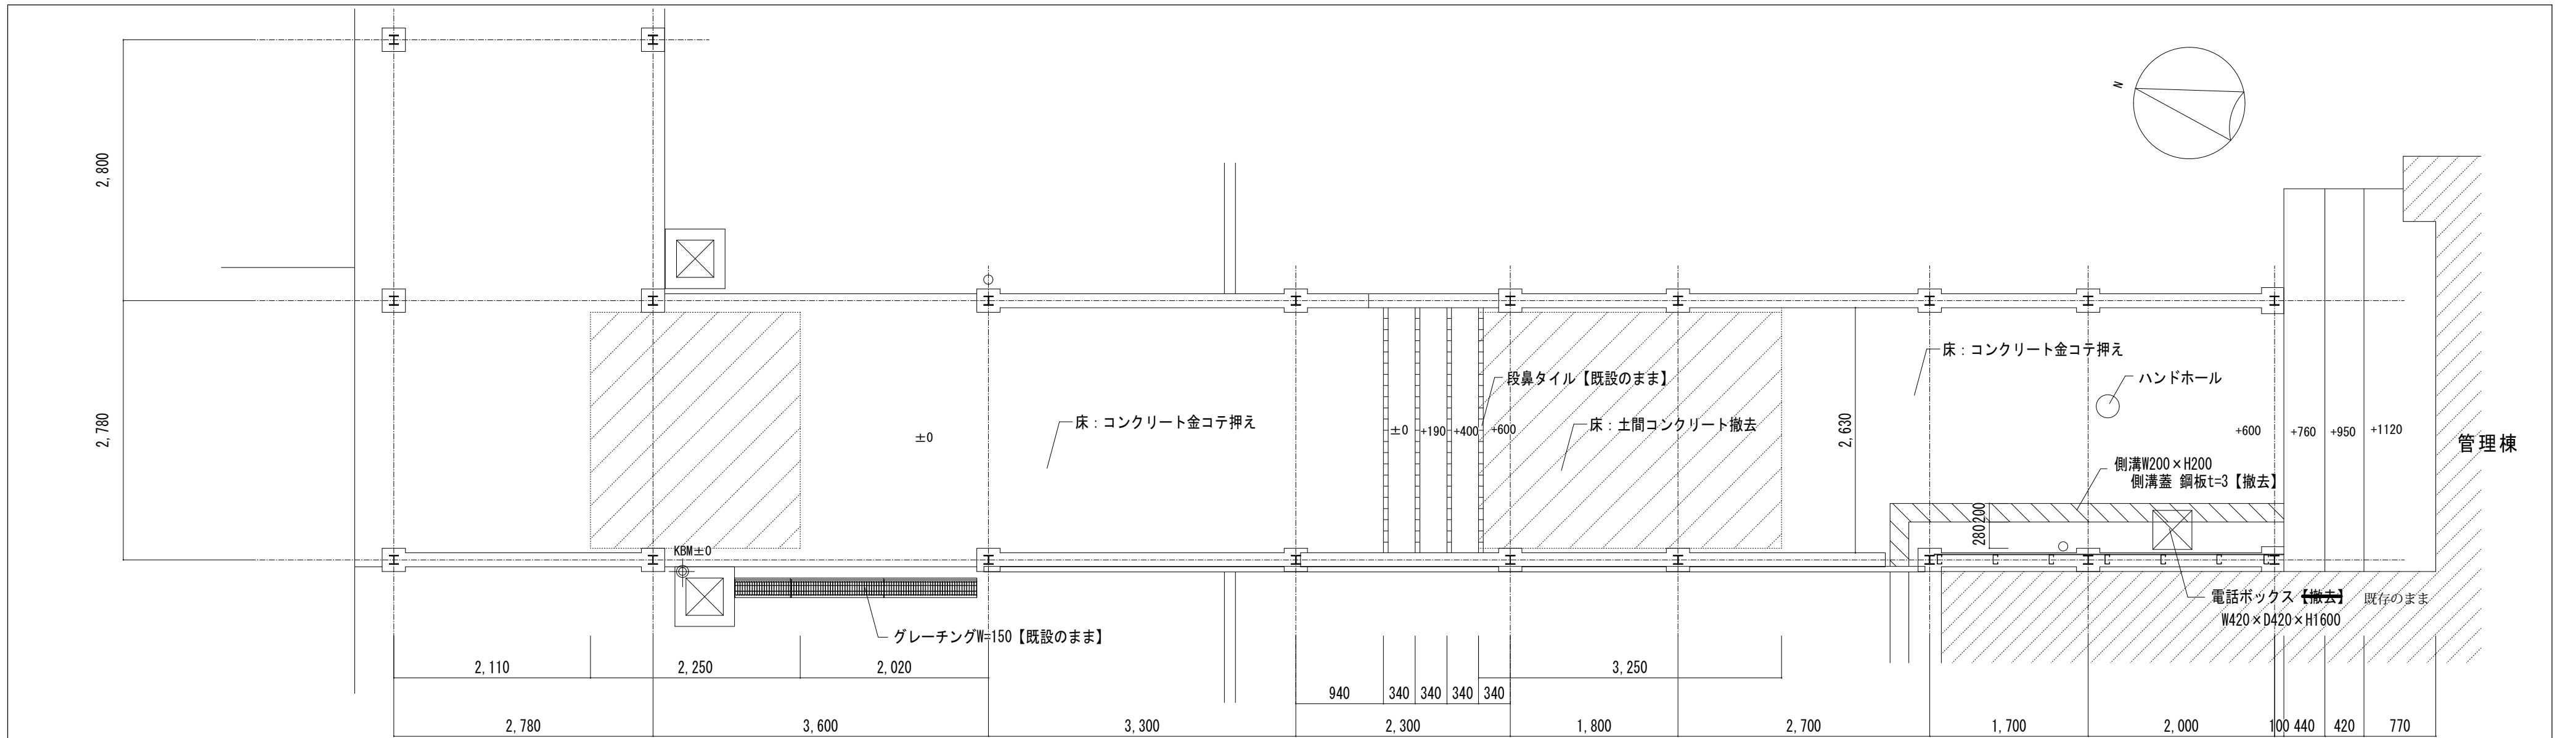 N
2,800
2,780
床：コンクリート金コテ押え
ハンドホール
段鼻タイル【既設のまま】
床：コンクリート金コテ押え
床：土間コンクリート撤去
±0
±0
+190
+400
+600
2,630
+600
+760
+950
+1120
管理棟
側溝W200×H200
側溝蓋 鋼板t=3【撤去】
280
200
KBM±0
電話ボックス【撤去】 既存のまま
W420×D420×H1600
グレーチングW=150【既設のまま】
2,110
2,250
2,020
3,250
940
340
340
340
340
2,780
3,600
3,300
2,300
1,800
2,700
1,700
2,000
100
440
420
770